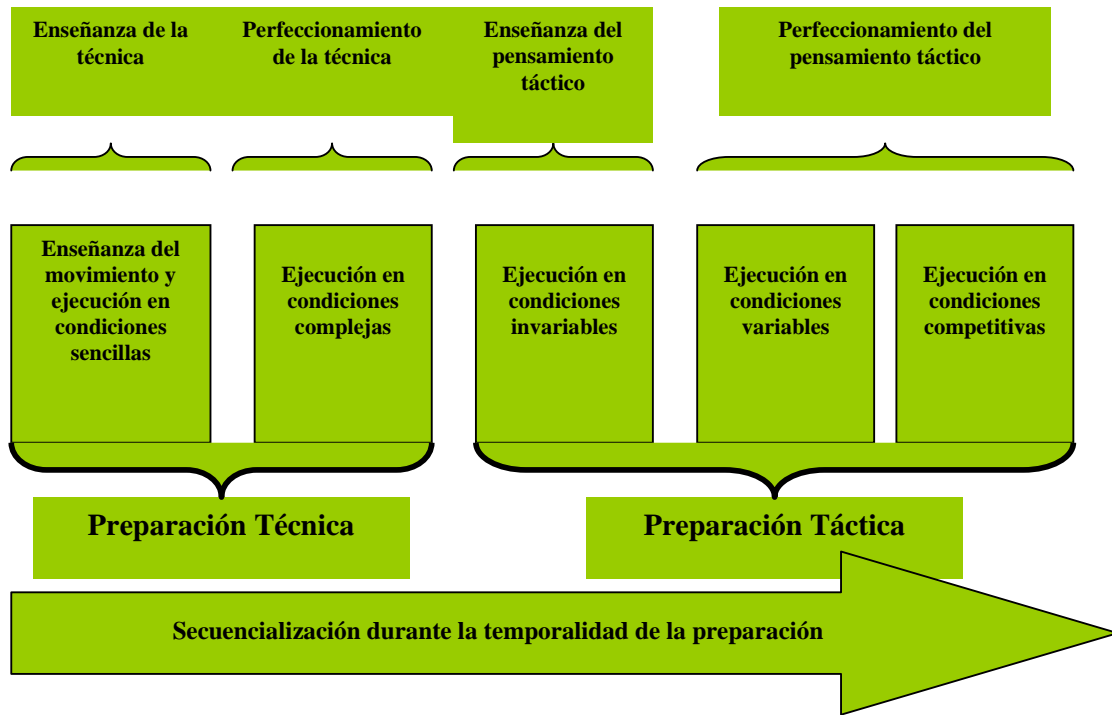 Enseñanza de la
técnica
Perfeccionamiento
de la técnica
Enseñanza del
pensamiento
táctico
Perfeccionamiento del
pensamiento táctico
Enseñanza del
movimiento y
ejecución en
condiciones
sencillas
Ejecución en
condiciones
complejas
Ejecución en
condiciones
invariables
Ejecución en
condiciones
variables
Ejecución en
condiciones
competitivas
Preparación Técnica
Preparación Táctica
Secuencialización durante la temporalidad de la preparación